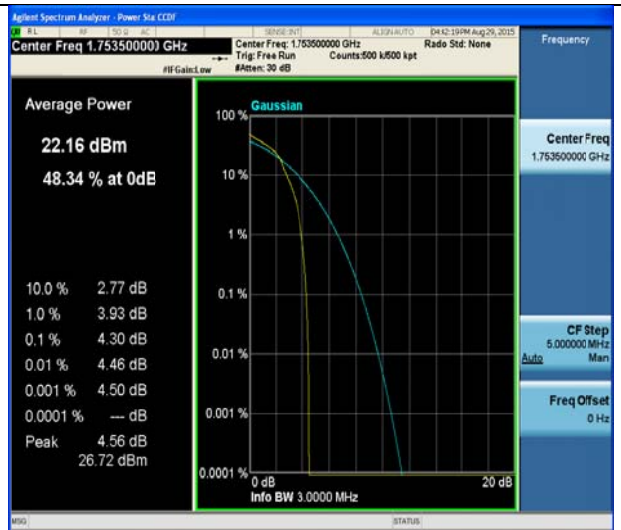 Agilent Spectrum Analyzer - Power Sta CCDF
RL RF 50 Ω AC SENSE:INT ALIGN AUTO 04:42:19 PM Aug 29, 2015
Center Freq 1.753500000 GHz
Center Freq: 1.753500000 GHz Radio Std: None
Trig: Free Run Counts:500 k/500 kpt
#IFGain:Low #Atten: 30 dB
Frequency
Average Power
22.16 dBm
48.34 % at 0dB
10.0 % 2.77 dB
1.0 % 3.93 dB
0.1 % 4.30 dB
0.01 % 4.46 dB
0.001 % 4.50 dB
0.0001 % --- dB
Peak 4.56 dB
26.72 dBm
Gaussian
100 %
10 %
1 %
0.1 %
0.01 %
0.001 %
0.0001 %
0 dB 20 dB
Info BW 3.0000 MHz
Center Freq
1.753500000 GHz
CF Step
5.000000 MHz
Auto Man
Freq Offset
0 Hz
MSG STATUS